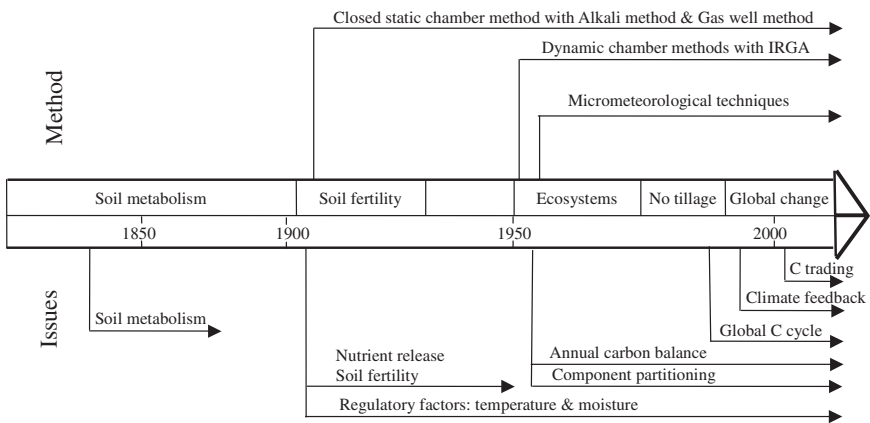 Closed static chamber method with Alkali method & Gas well method
Dynamic chamber methods with IRGA
Micrometeorological techniques
Method
Soil metabolism
Soil fertility
Ecosystems
No tillage
Global change
1850
1900
1950
2000
Issues
C trading
Climate feedback
Soil metabolism
Global C cycle
Nutrient release
Soil fertility
Annual carbon balance
Component partitioning
Regulatory factors: temperature & moisture